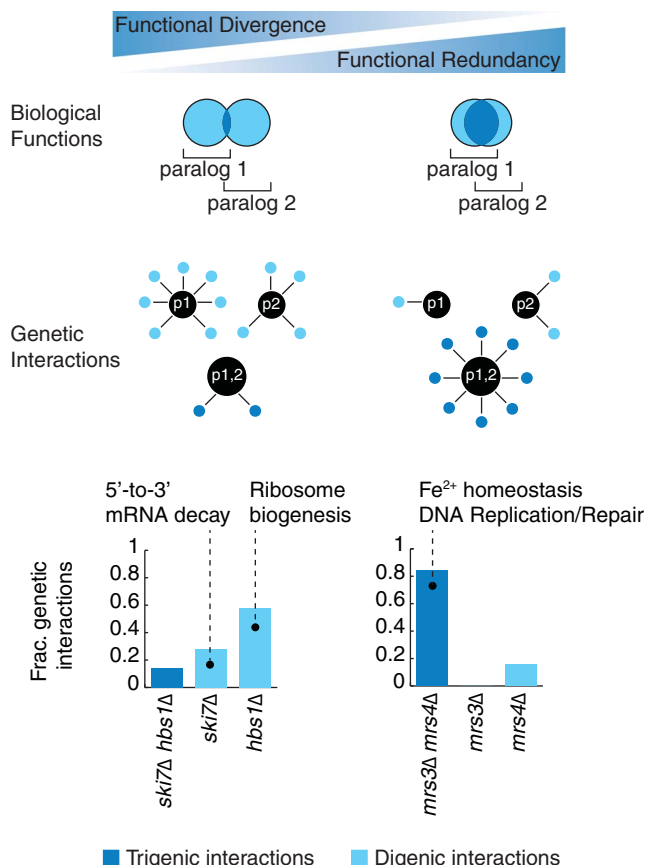 Functional Divergence
Functional Redundancy
Biological
Functions
paralog 1
paralog 2
paralog 1
paralog 2
Genetic
Interactions
p1
p2
p1,2
p1
p2
p1,2
5'-to-3'
mRNA decay
Ribosome
biogenesis
Fe²⁺ homeostasis
DNA Replication/Repair
Frac. genetic
interactions
1
0.8
0.6
0.4
0.2
0
ski7Δ hbs1Δ
ski7Δ
hbs1Δ
1
0.8
0.6
0.4
0.2
0
mrs3Δ mrs4Δ
mrs3Δ
mrs4Δ
Trigenic interactions
Digenic interactions